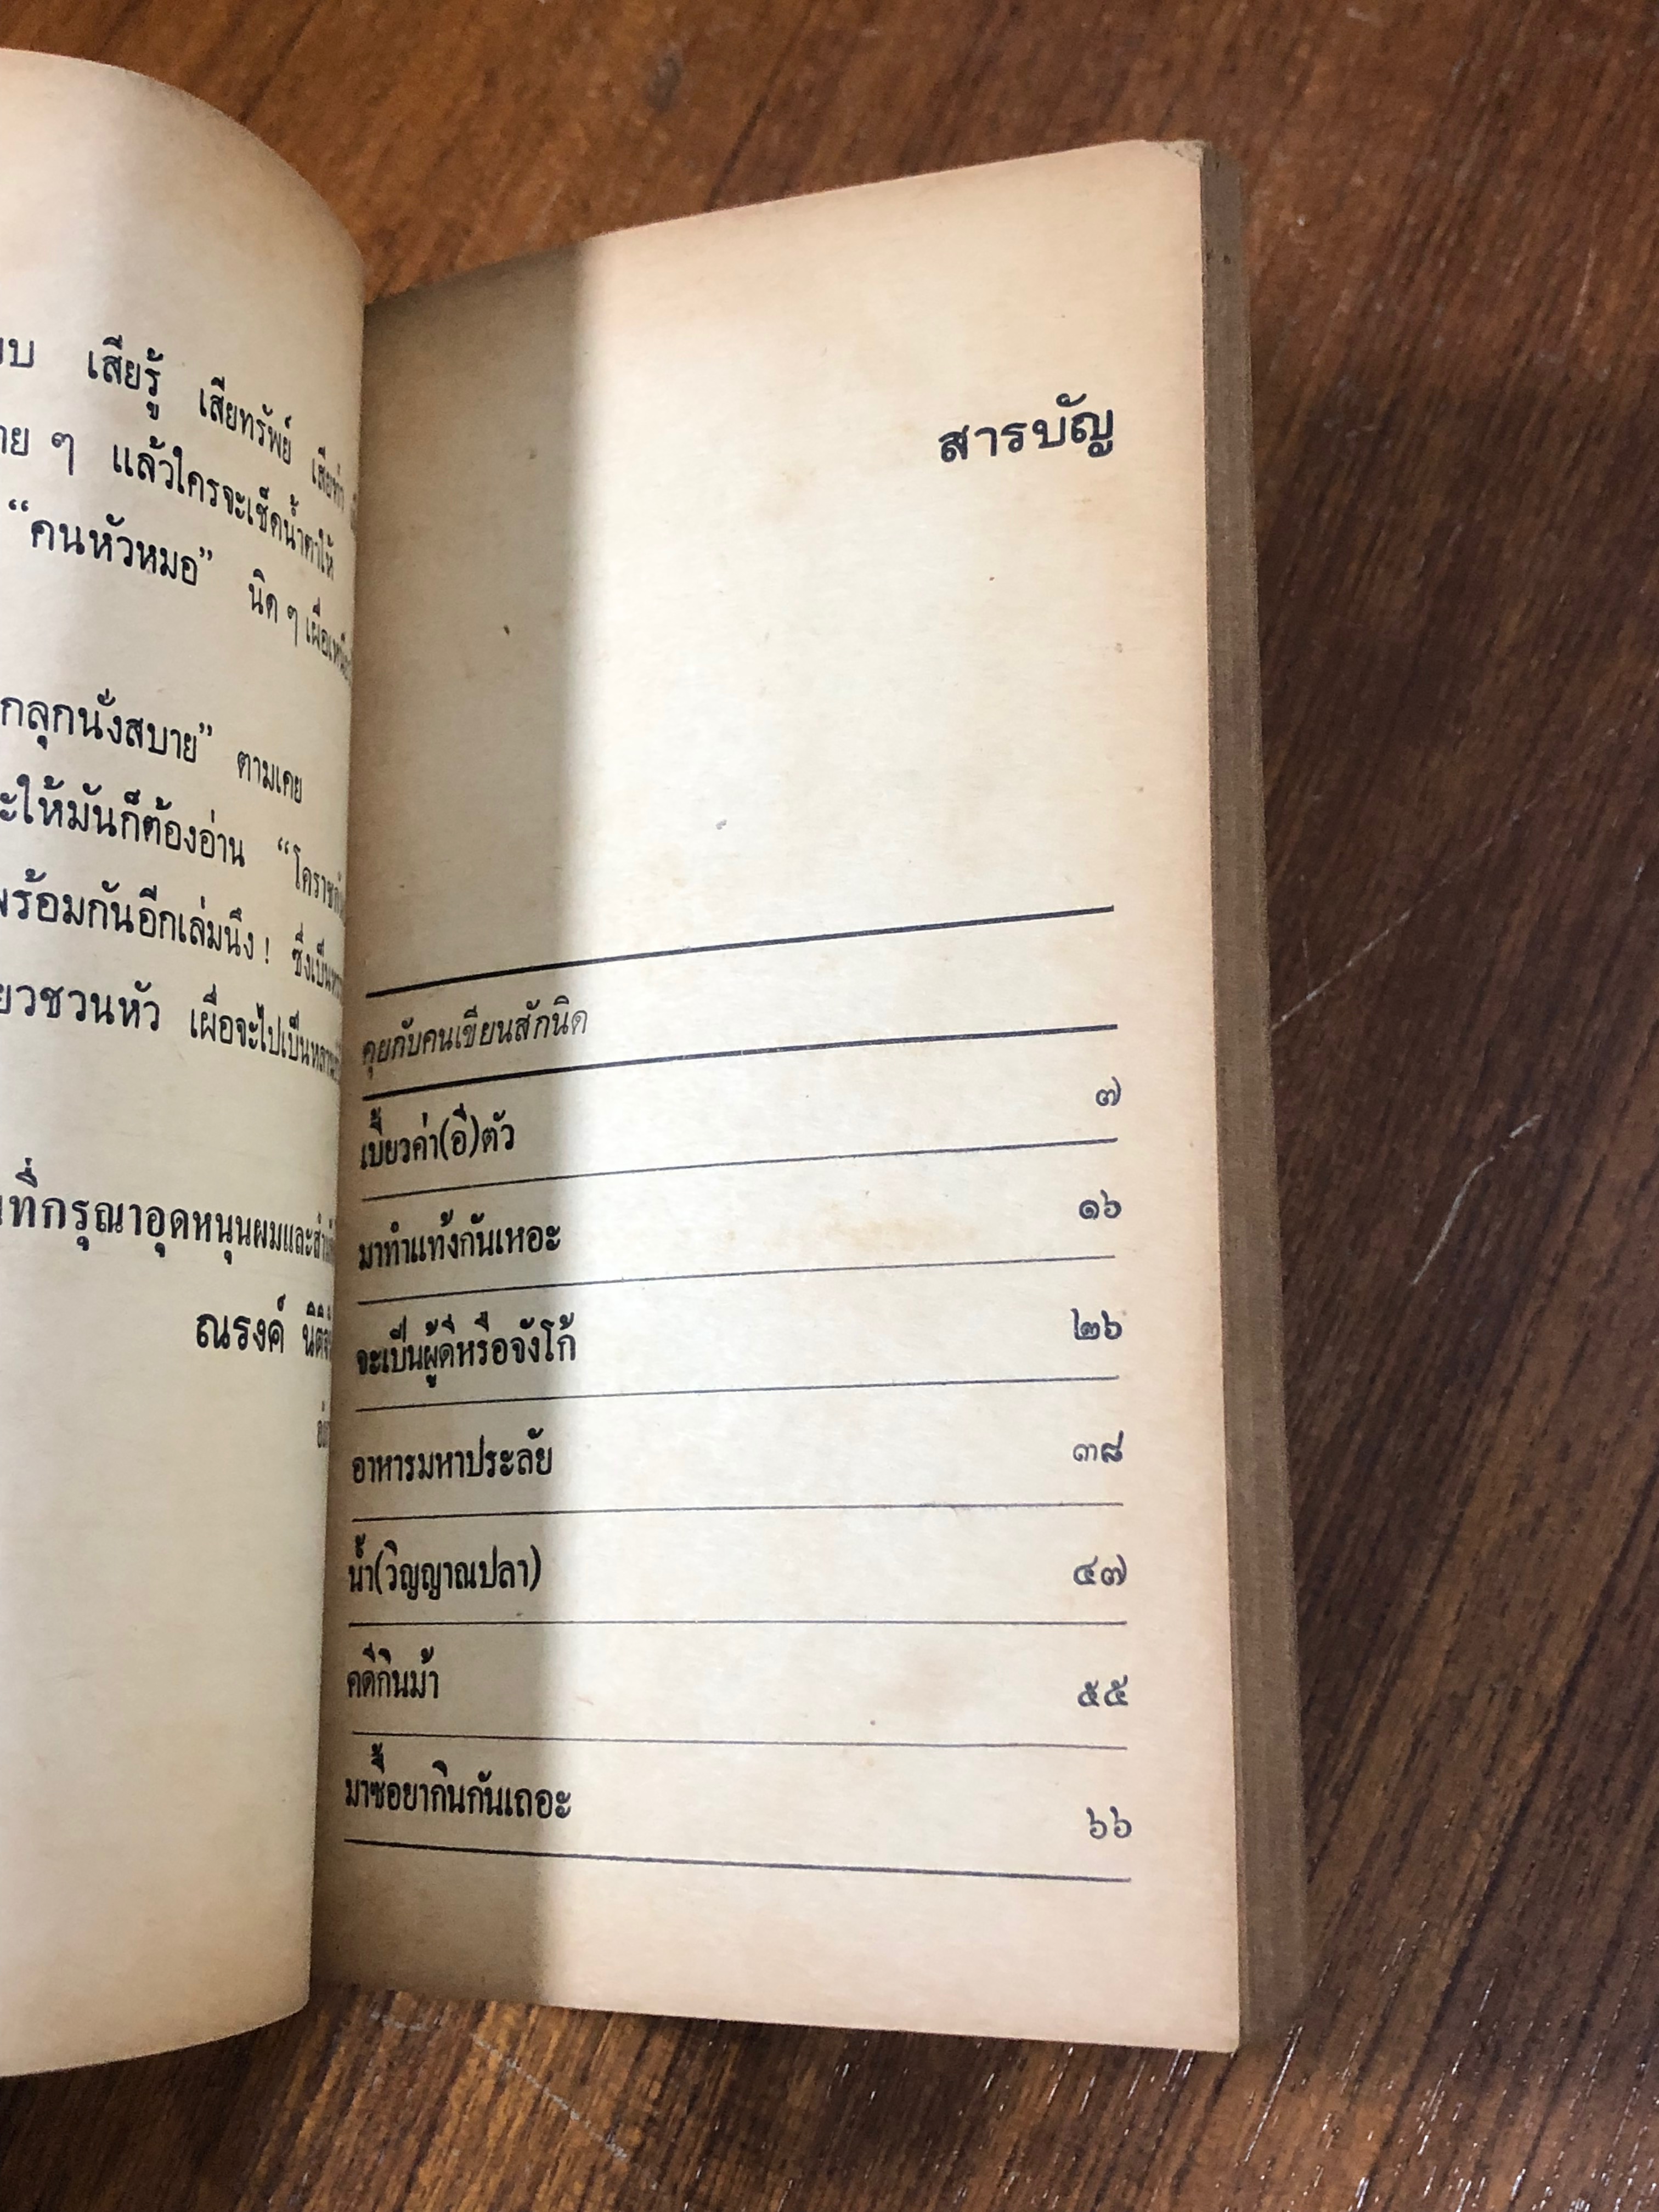 เสียรู้ เสียทรัพย์ เสียท่า
ๆ แล้วใครจะเช็ดน้ำตาให้
“คนหัวหมอ” นิด ๆ เผื่อ
กลุกนั่งสบาย” ตามเคย
ะให้มันก็ต้องอ่าน “โคราช
พร้อมกันอีกเล่มนึง ! ซึ่งเป็น
ยวชวนหัว เผื่อจะไปเป็น
ที่กรุณาอุดหนุนผมและ
ณรงค์
สารบัญ
คุยกับคนเขียนสักนิด
เบี้ยวค่า(อี)ตัว ๗
มาทำแท้งกันเหอะ ๑๖
จะเป็นผู้ดีหรือจังโก้ ๒๖
อาหารมหาประลัย ๓๘
น้ำ(วิญญาณปลา) ๔๗
คดีกินม้า ๕๕
มาซื้อยากินกันเถอะ ๖๖